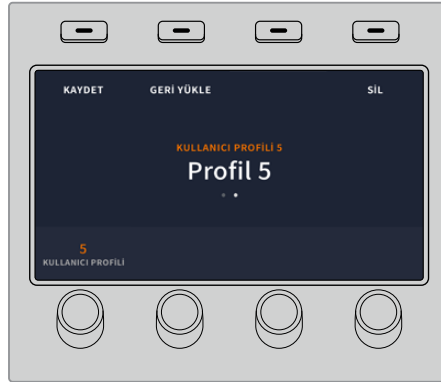 KAYDET GERİ YÜKLE SİL
KULLANICI PROFİLİ 5
Profil 5
5
KULLANICI PROFİLİ